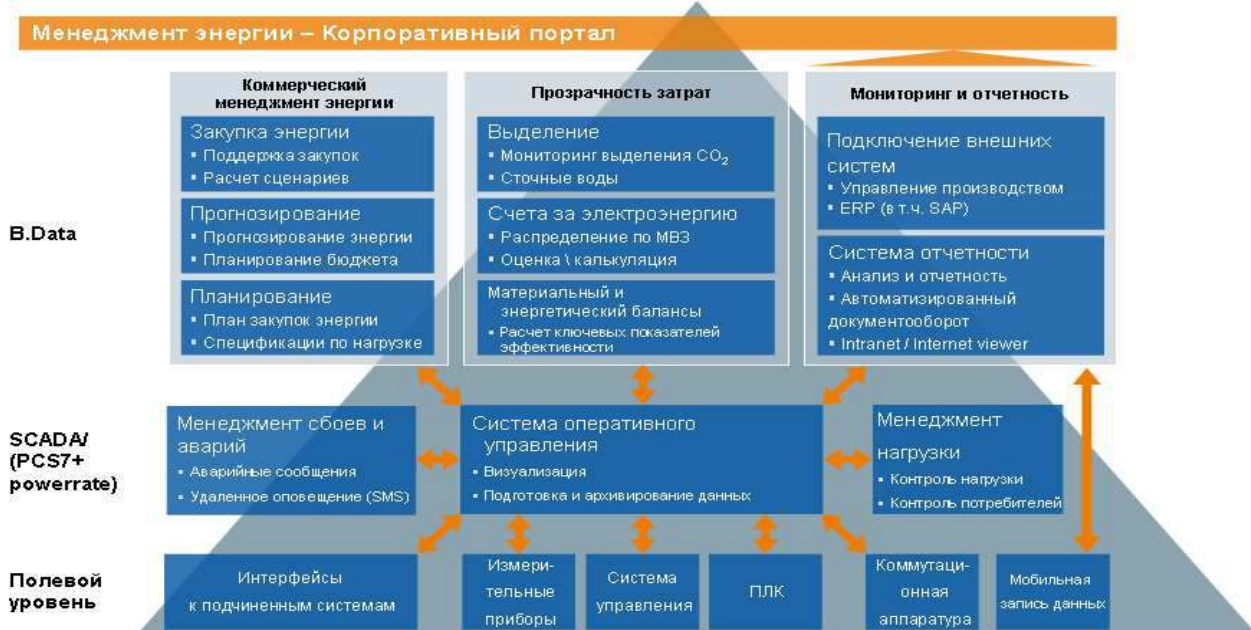 Менеджмент энергии – Корпоративный портал
Коммерческий
менеджмент энергии
Закупка энергии
▪ Поддержка закупок
▪ Расчет сценариев
Прогнозирование
▪ Прогнозирование энергии
▪ Планирование бюджета
Планирование
▪ План закупок энергии
▪ Спецификации по нагрузке
Прозрачность затрат
Выделение
▪ Мониторинг выделения CO₂
▪ Сточные воды
Счета за электроэнергию
▪ Распределение по МВЗ
▪ Оценка \ калькуляция
Материальный и
энергетический балансы
▪ Расчет ключевых показателей
эффективности
Мониторинг и отчетность
Подключение внешних
систем
▪ Управление производством
▪ ERP (в т.ч. SAP)
Система отчетности
▪ Анализ и отчетность
▪ Автоматизированный
документооборот
▪ Intranet / Internet viewer
B.Data
SCADA/
(PCS7+
powerrate)
Менеджмент сбоев и
аварий
▪ Аварийные сообщения
▪ Удаленное оповещение (SMS)
Система оперативного
управления
▪ Визуализация
▪ Подготовка и архивирование данных
Менеджмент
нагрузки
▪ Контроль нагрузки
▪ Контроль потребителей
Полевой
уровень
Интерфейсы
к подчиненным системам
Измери-
тельные
приборы
Система
управления
ПЛК
Коммутаци-
онная
аппаратура
Мобильная
запись данных